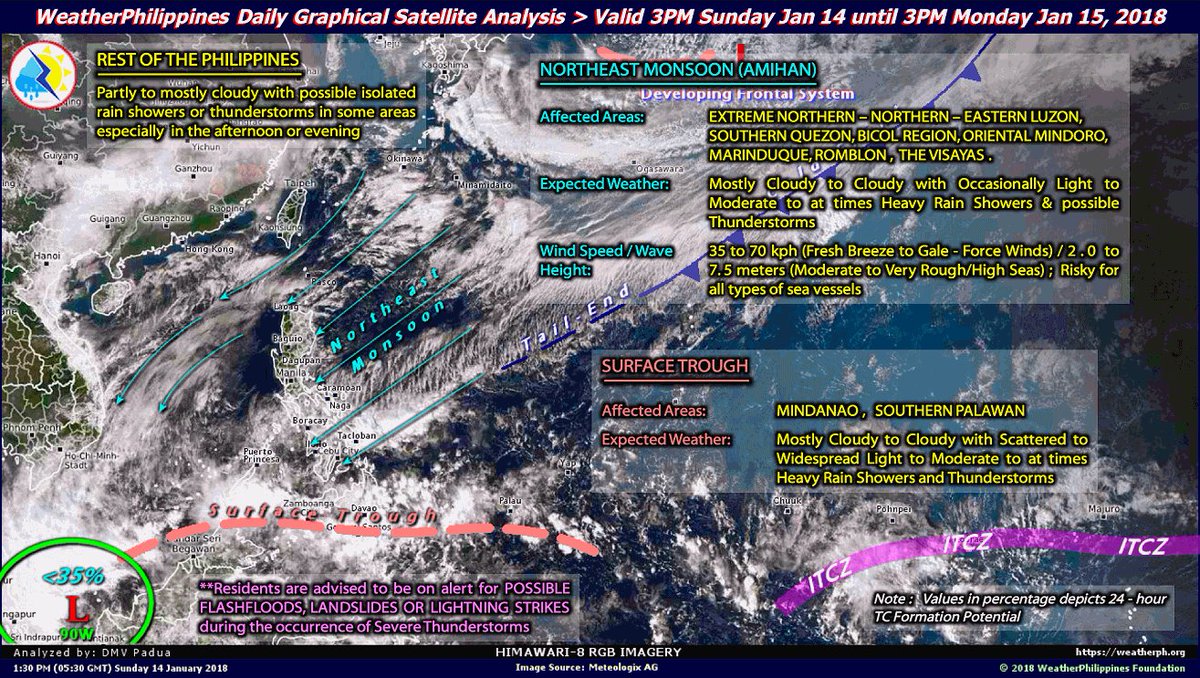 WeatherPhilippines Daily Graphical Satellite Analysis > Valid 3PM Sunday Jan 14 until 3PM Monday Jan 15, 2018
REST OF THE PHILIPPINES
Partly to mostly cloudy with possible isolated
rain showers or thunderstorms in some areas
especially in the afternoon or evening
NORTHEAST MONSOON (AMIHAN)
Developing Frontal System
Affected Areas:
EXTREME NORTHERN – NORTHERN – EASTERN LUZON,
SOUTHERN QUEZON, BICOL REGION, ORIENTAL MINDORO,
MARINDUQUE, ROMBLON , THE VISAYAS .
Expected Weather:
Mostly Cloudy to Cloudy with Occasionally Light to
Moderate to at times Heavy Rain Showers & possible
Thunderstorms
Wind Speed / Wave
Height:
35 to 70 kph (Fresh Breeze to Gale - Force Winds) / 2 . 0 to
7.5 meters (Moderate to Very Rough/High Seas) ; Risky for
all types of sea vessels
Kagoshima
Guiyang
Yichun
Ganzhou
Okinawa
Minamidaito
Ogasawara
Taipei
Raoping
Guigang
Guangzhou
Kaohsiung
Hong Kong
Hanoi
Basco
Laoag
Baguio
Dagupan
Manila
Caramoan
Naga
Boracay
Tacloban
Iloilo
Cebu City
Puerto
Princesa
Phnom Penh
Ho-Chi-Minh-
Stadt
Zamboanga
Davao
Yap
Palau
Chuuk
Pohnpei
Majuro
Northeast
Monsoon
Tail-End
SURFACE TROUGH
Affected Areas:
MINDANAO , SOUTHERN PALAWAN
Expected Weather:
Mostly Cloudy to Cloudy with Scattered to
Widespread Light to Moderate to at times
Heavy Rain Showers and Thunderstorms
Surface Trough
Bandar Seri
Begawan
ITCZ
ITCZ
ITCZ
<35%
L
90W
**Residents are advised to be on alert for POSSIBLE
FLASHFLOODS, LANDSLIDES OR LIGHTNING STRIKES
during the occurrence of Severe Thunderstorms
Note : Values in percentage depicts 24 - hour
TC Formation Potential
Analyzed by: DMV Padua
HIMAWARI-8 RGB IMAGERY
https://weatherph.org
1:30 PM (05:30 GMT) Sunday 14 January 2018
Image Source: Meteologix AG
© 2018 WeatherPhilippines Foundation